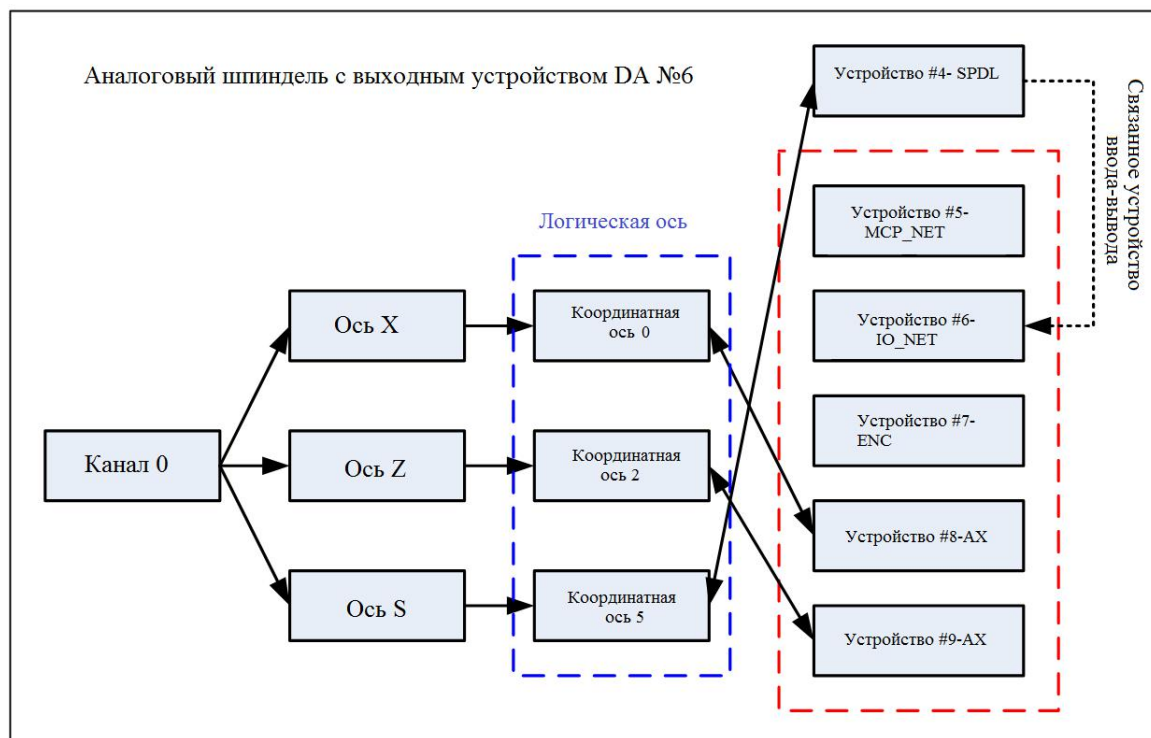 Аналоговый шпиндель с выходным устройством DA №6
Устройство #4- SPDL
Связанное устройство
ввода-вывода
Логическая ось
Устройство #5-
MCP_NET
Ось X
Координатная
ось 0
Устройство #6-
IO_NET
Канал 0
Ось Z
Координатная
ось 2
Устройство #7-
ENC
Устройство #8-AX
Ось S
Координатная
ось 5
Устройство #9-AX